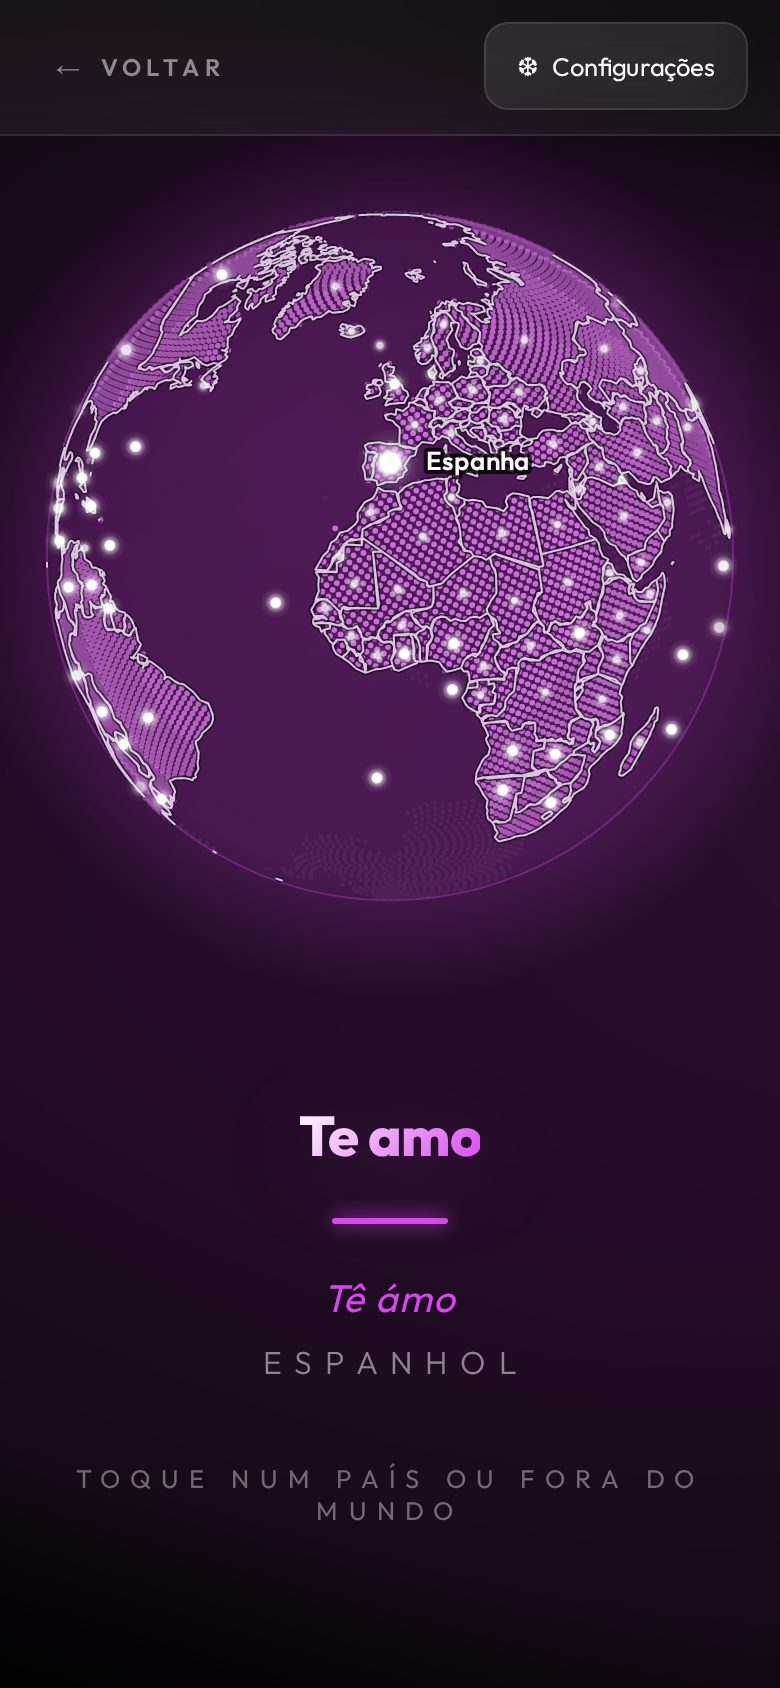 ← VOLTAR
❆ Configurações
Espanha
Te amo
Tê ámo
ESPANHOL
TOQUE NUM PAÍS OU FORA DO
MUNDO